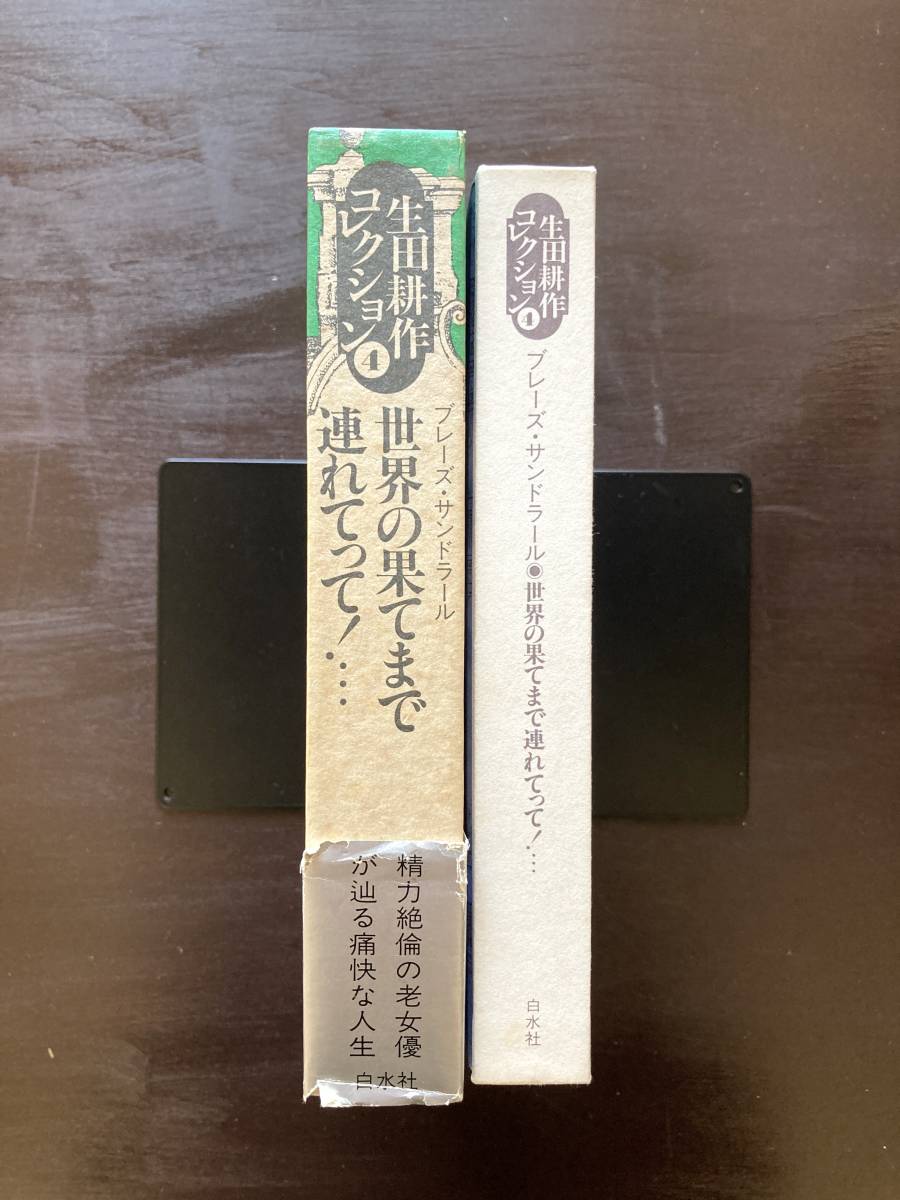 生田耕作
コレクション4
ブレーズ・サンドラール
世界の果てまで
連れてって!…
精力絶倫の老女優
が辿る痛快な人生
白水社
生田耕作
コレクション4
ブレーズ・サンドラール◉世界の果てまで連れてって!…
白水社